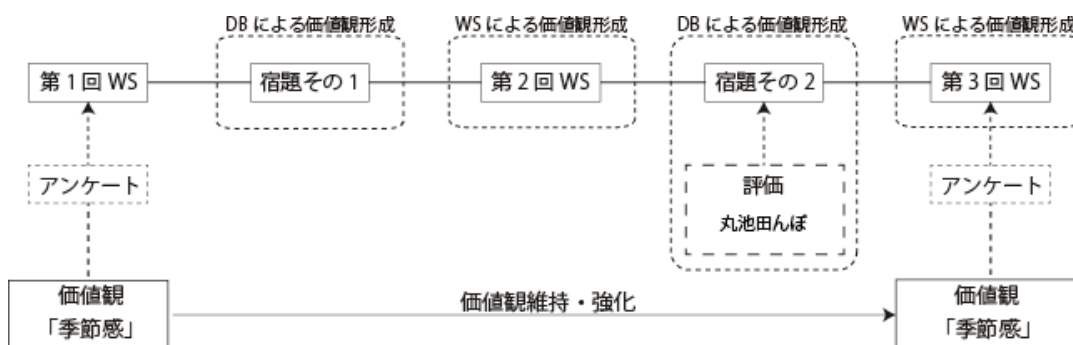 DB による価値観形成
WS による価値観形成
DB による価値観形成
WS による価値観形成
第 1 回 WS
宿題その 1
第 2 回 WS
宿題その 2
第 3 回 WS
アンケート
評価
丸池田んぼ
アンケート
価値観
「季節感」
価値観維持・強化
価値観
「季節感」